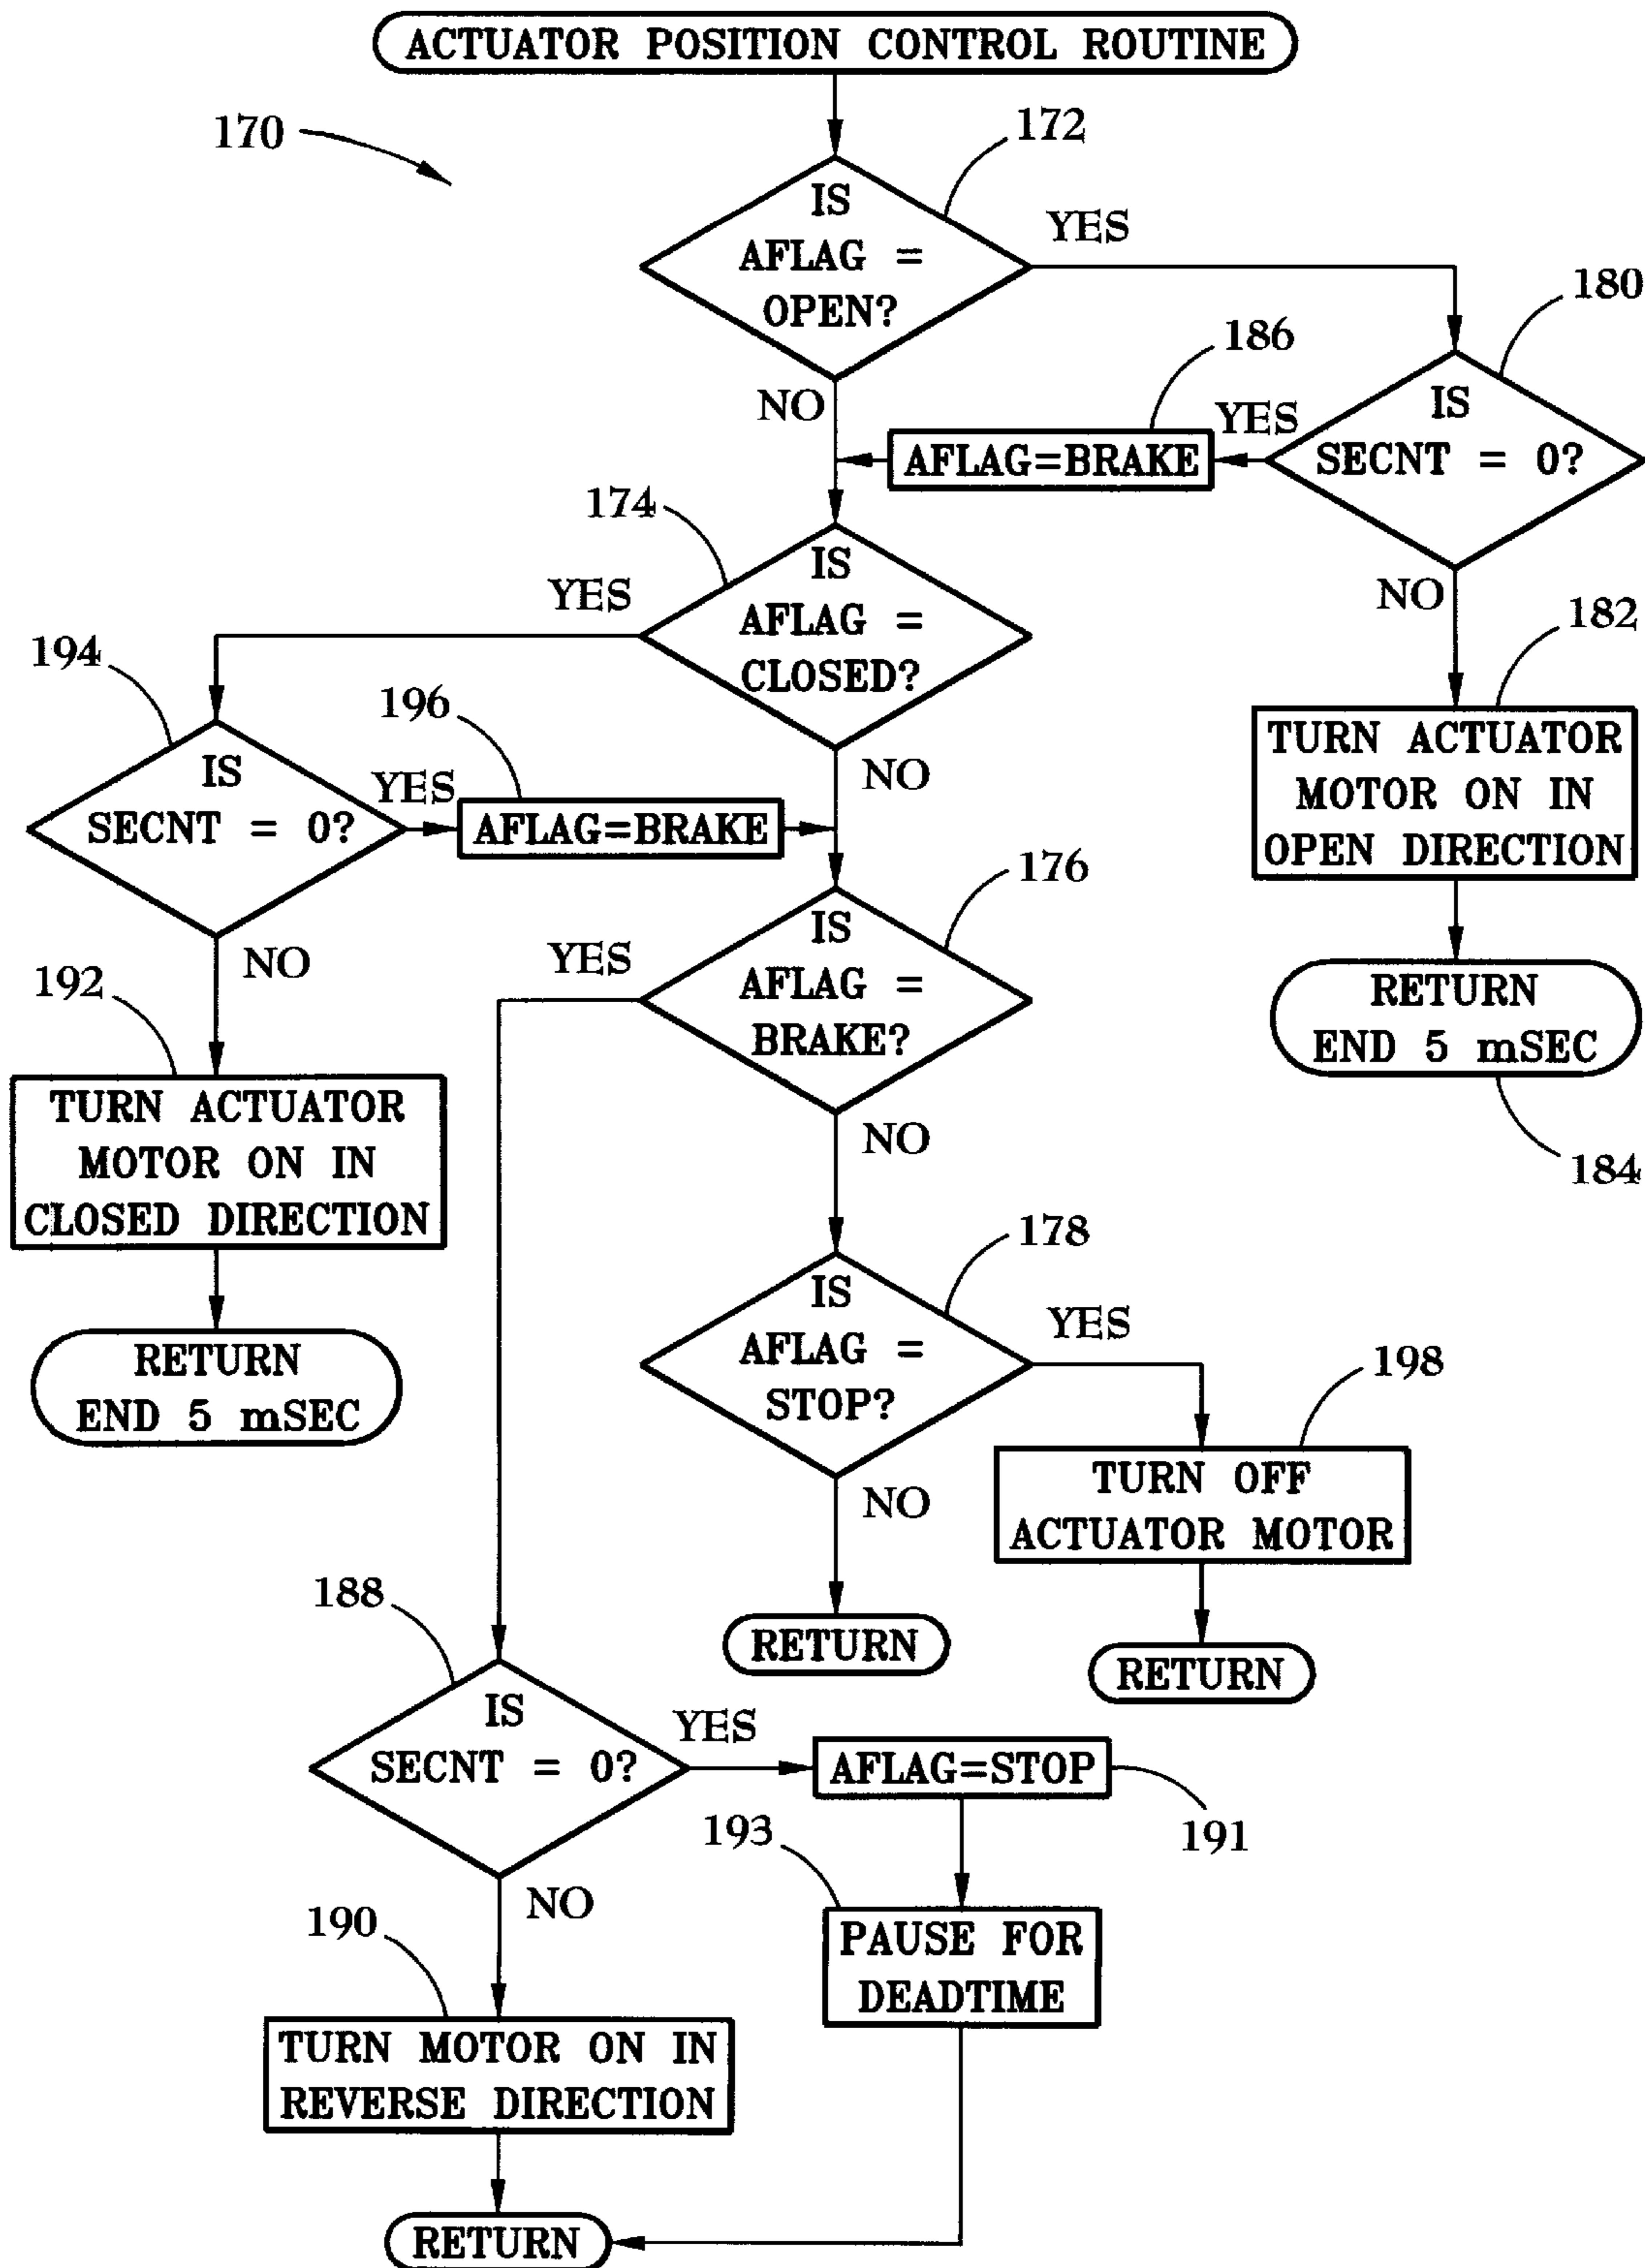 ACTUATOR POSITION CONTROL ROUTINE
170
172
IS
AFLAG =
OPEN?
YES
NO
180
IS
SECNT = 0?
YES
NO
186
AFLAG=BRAKE
182
TURN ACTUATOR
MOTOR ON IN
OPEN DIRECTION
RETURN
END 5 mSEC
184
174
IS
AFLAG =
CLOSED?
YES
NO
194
IS
SECNT = 0?
YES
NO
196
AFLAG=BRAKE
192
TURN ACTUATOR
MOTOR ON IN
CLOSED DIRECTION
RETURN
END 5 mSEC
176
IS
AFLAG =
BRAKE?
YES
NO
178
IS
AFLAG =
STOP?
YES
NO
198
TURN OFF
ACTUATOR MOTOR
RETURN
RETURN
188
IS
SECNT = 0?
YES
NO
AFLAG=STOP
191
193
PAUSE FOR
DEADTIME
190
TURN MOTOR ON IN
REVERSE DIRECTION
RETURN